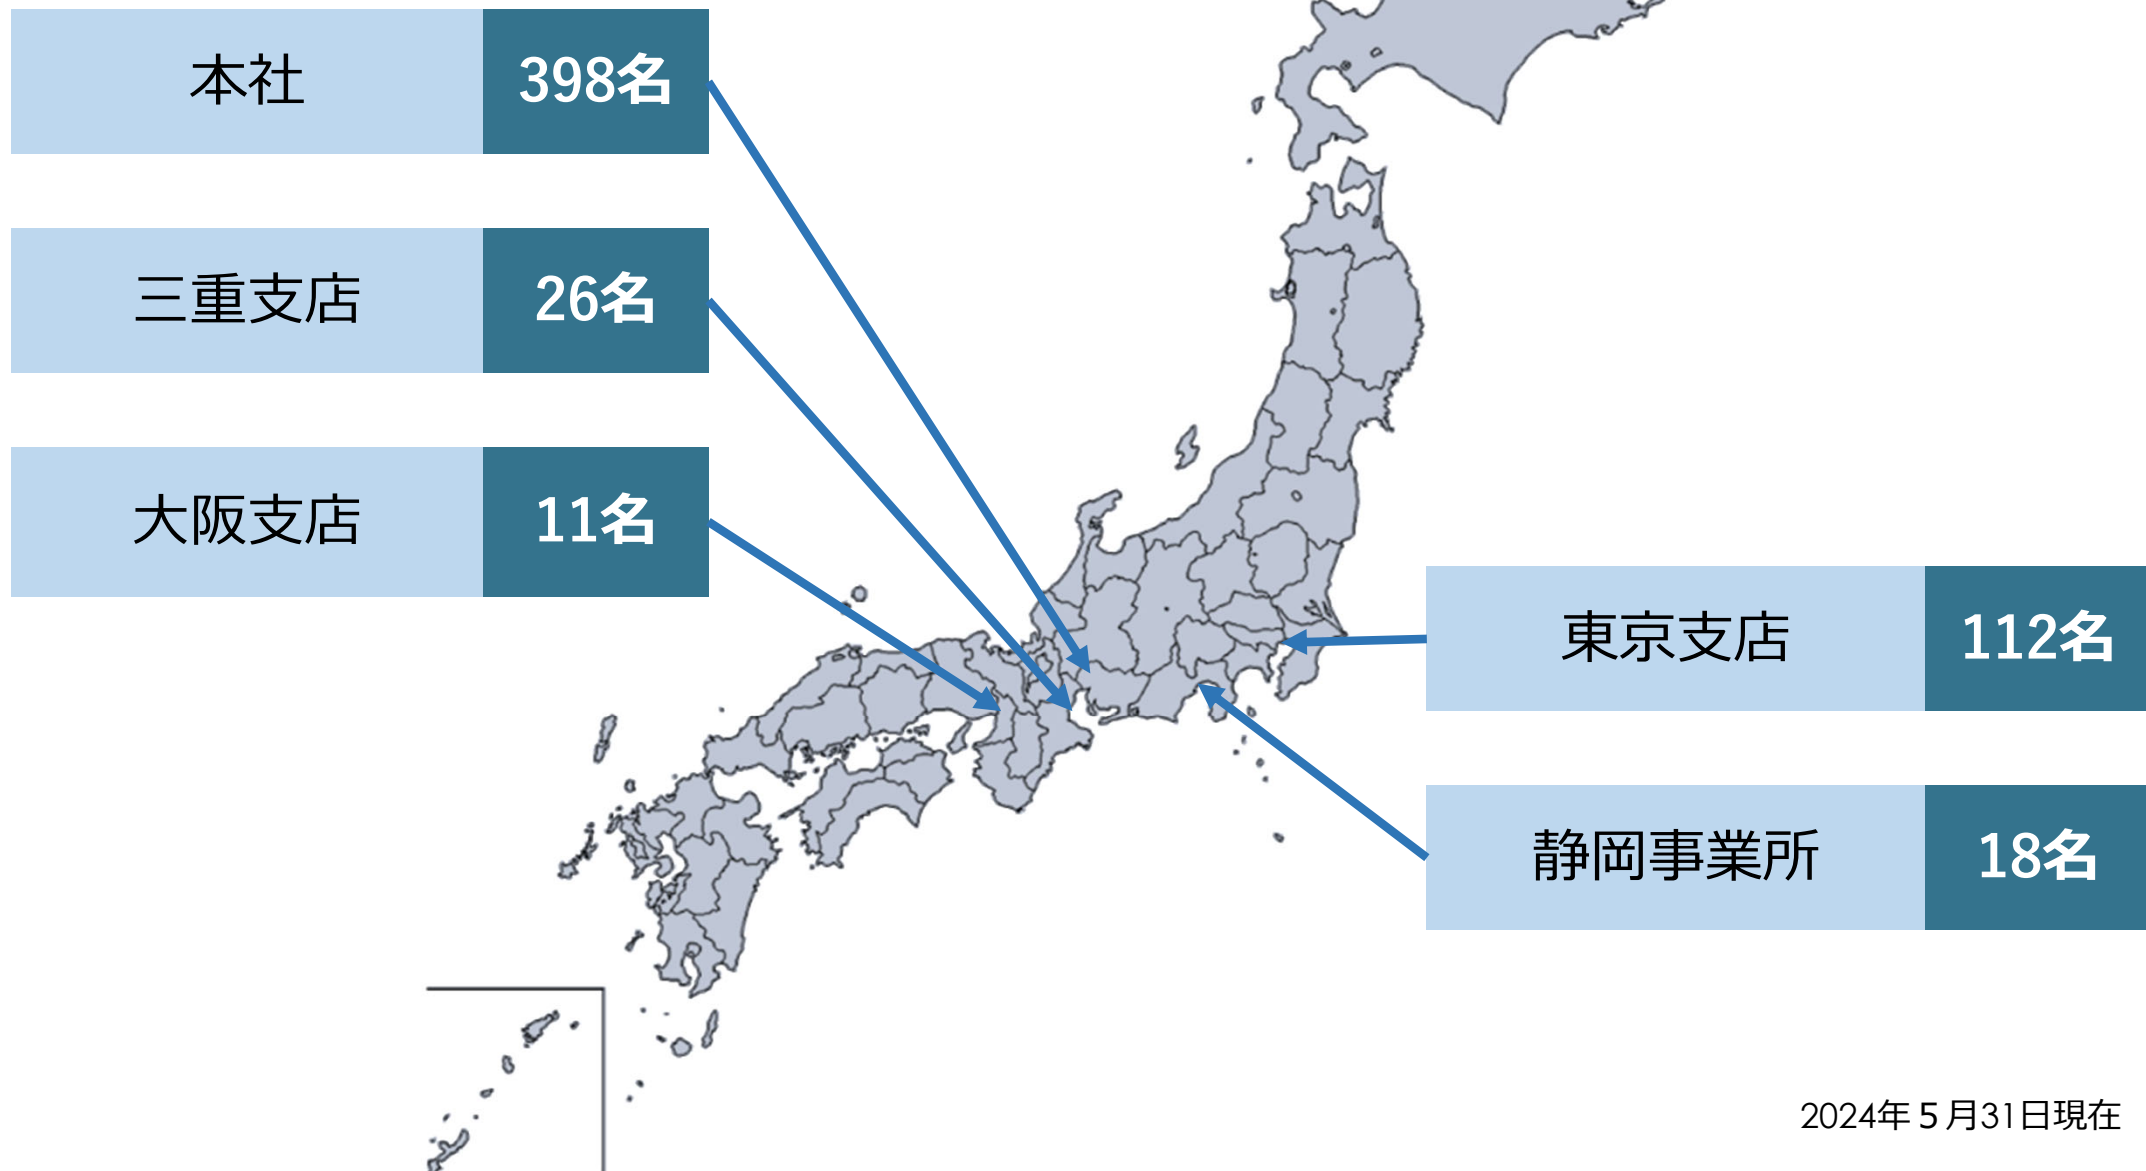 本社 398名
三重支店 26名
大阪支店 11名
東京支店 112名
静岡事業所 18名
2024年５月31日現在